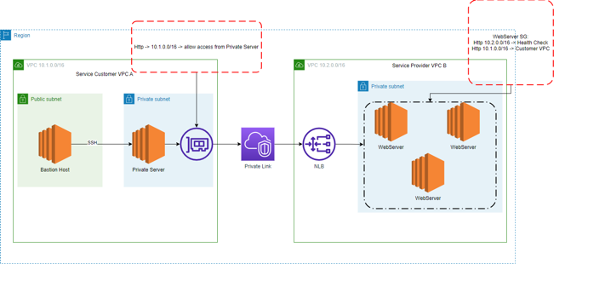 WebServer SG
Http 10.2.0.0/16 -> Health Check
Http 10.1.0.0/16 -> Customer VPC
Region
Http -> 10.1.0.0/16 -> allow access from Private Server
VPC 10.1.0.0/16
Service Customer VPC A
VPC 10.2.0.0/16
Service Provider VPC B
Public subnet
Private subnet
Private subnet
SSH
Bastion Host
Private Server
Private Link
NLB
WebServer
WebServer
WebServer